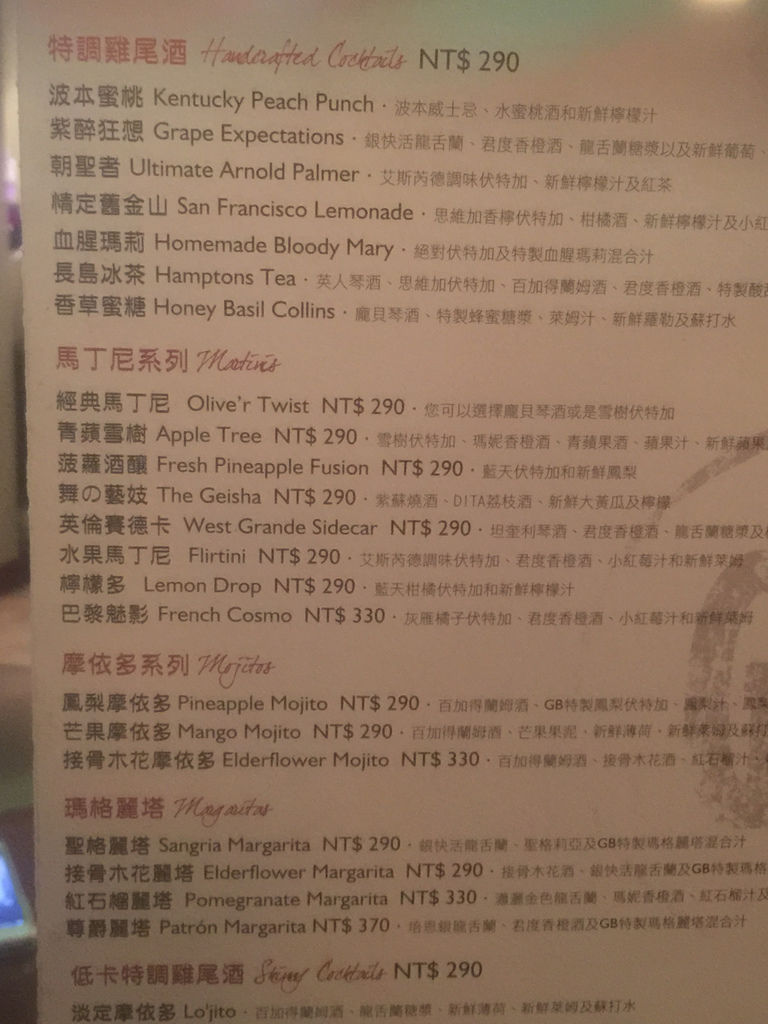 特調雞尾酒 Handcrafted Cocktails NT$ 290
波本蜜桃 Kentucky Peach Punch · 波本威士忌、水蜜桃酒和新鮮檸檬汁
紫醉狂想 Grape Expectations · 銀快活龍舌蘭、君度香橙酒、龍舌蘭糖漿以及新鮮葡萄、
朝聖者 Ultimate Arnold Palmer · 艾斯芮德調味伏特加、新鮮檸檬汁及紅茶
情定舊金山 San Francisco Lemonade · 思維加香檸伏特加、柑橘酒、新鮮檸檬汁及小紅
血腥瑪莉 Homemade Bloody Mary · 絕對伏特加及特製血腥瑪莉混合汁
長島冰茶 Hamptons Tea · 英人琴酒、思維加伏特加、百加得蘭姆酒、君度香橙酒、特製酸甜
香草蜜糖 Honey Basil Collins · 龐貝琴酒、特製蜂蜜糖漿、萊姆汁、新鮮羅勒及蘇打水
馬丁尼系列 Martinis
經典馬丁尼 Olive'r Twist NT$ 290 · 您可以選擇龐貝琴酒或是雪樹伏特加
青蘋雪樹 Apple Tree NT$ 290 · 雪樹伏特加、瑪妮香橙酒、青蘋果酒、蘋果汁、新鮮蘋果
菠蘿酒釀 Fresh Pineapple Fusion NT$ 290 · 藍天伏特加和新鮮鳳梨
舞の藝妓 The Geisha NT$ 290 · 紫蘇燒酒、DITA荔枝酒、新鮮大黃瓜及檸檬
英倫賽德卡 West Grande Sidecar NT$ 290 · 坦奎利琴酒、君度香橙酒、龍舌蘭糖漿及
水果馬丁尼 Flirtini NT$ 290 · 艾斯芮德調味伏特加、君度香橙酒、小紅莓汁和新鮮萊姆
檸檬多 Lemon Drop NT$ 290 · 藍天柑橘伏特加和新鮮檸檬汁
巴黎魅影 French Cosmo NT$ 330 · 灰雁橘子伏特加、君度香橙酒、小紅莓汁和新鮮萊姆
摩依多系列 Mojitos
鳳梨摩依多 Pineapple Mojito NT$ 290 · 百加得蘭姆酒、GB特製鳳梨伏特加、鳳梨汁、鳳梨
芒果摩依多 Mango Mojito NT$ 290 · 百加得蘭姆酒、芒果果泥、新鮮薄荷、新鮮萊姆及蘇打
接骨木花摩依多 Elderflower Mojito NT$ 330 · 百加得蘭姆酒、接骨木花酒、紅石榴汁、
瑪格麗塔 Margaritas
聖格麗塔 Sangria Margarita NT$ 290 · 銀快活龍舌蘭、聖格莉亞及GB特製瑪格麗塔混合汁
接骨木花麗塔 Elderflower Margarita NT$ 290 · 接骨木花酒、銀快活龍舌蘭及GB特製瑪格
紅石榴麗塔 Pomegranate Margarita NT$ 330 · 瀟灑金色龍舌蘭、瑪妮香橙酒、紅石榴汁及
尊爵麗塔 Patrón Margarita NT$ 370 · 培恩銀龍舌蘭、君度香橙酒及GB特製瑪格麗塔混合汁
低卡特調雞尾酒 Skinny Cocktails NT$ 290
淡定摩依多 Lo'jito · 百加得蘭姆酒、龍舌蘭糖漿、新鮮薄荷、新鮮萊姆及蘇打水